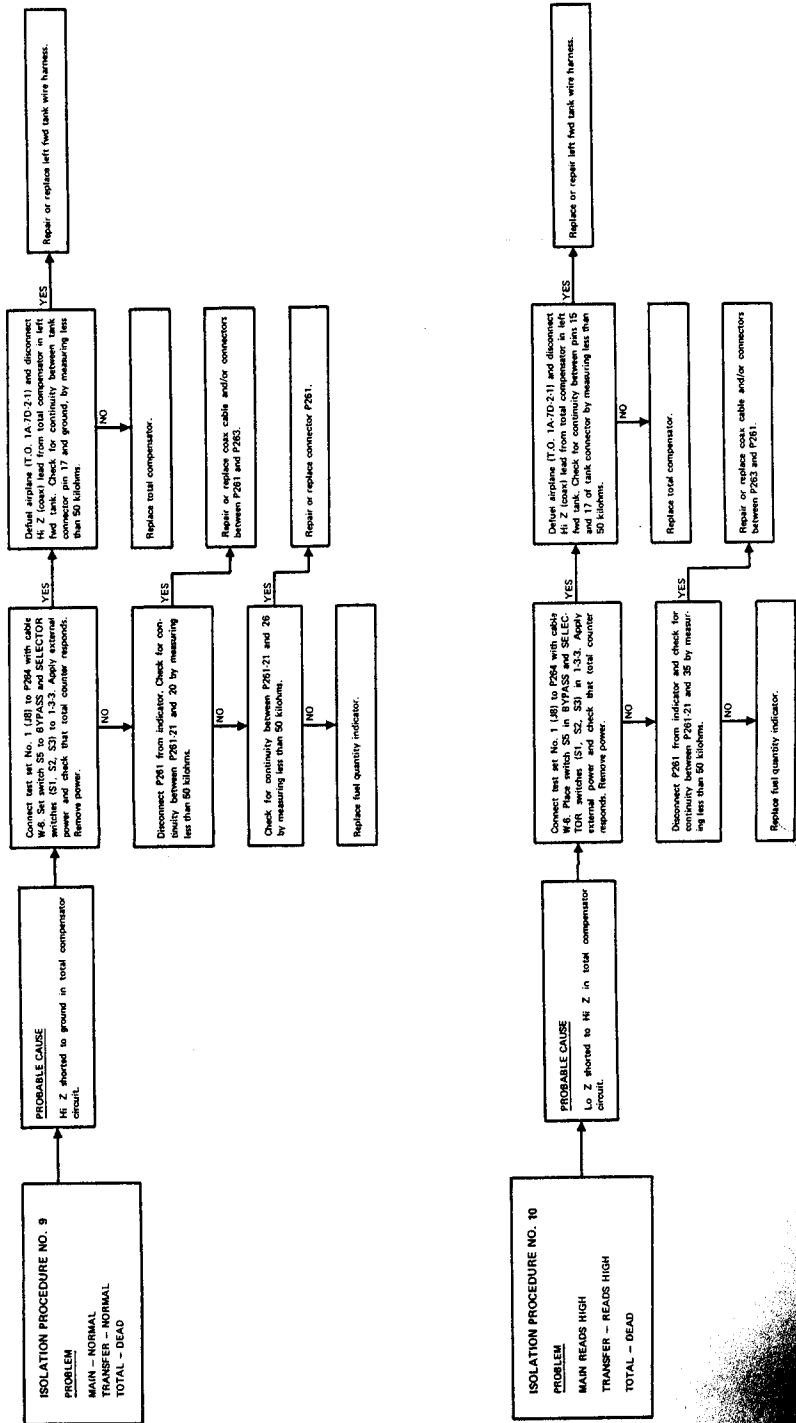 ISOLATION PROCEDURE NO. 9
PROBLEM
MAIN – NORMAL
TRANSFER – NORMAL
TOTAL – DEAD
PROBABLE CAUSE
Hi Z shorted to ground in total compensator
circuit.
Connect test set No. 1 (J8) to P264 with cable
W-6. Set switch S5 to BYPASS and SELECTOR
switches (S1, S2, S3) to 1-3-3. Apply external
power and check that total counter responds.
Remove power.
YES
Defuel airplane (T.O. 1A-7D-2-1) and disconnect
Hi Z (coax) lead from total compensator in left
fwd tank. Check for continuity between tank
connector pin 17 and ground, by measuring less
than 50 kilohms.
YES
Repair or replace left fwd tank wire harness.
NO
Replace total compensator.
NO
Disconnect P261 from indicator. Check for con-
tinuity between P261-21 and 20 by measuring
less than 50 kilohms.
YES
Repair or replace coax cable and/or connectors
between P261 and P263.
NO
Check for continuity between P261-21 and 26
by measuring less than 50 kilohms.
YES
Repair or replace connector P261.
NO
Replace fuel quantity indicator.
ISOLATION PROCEDURE NO. 10
PROBLEM
MAIN READS HIGH
TRANSFER – READS HIGH
TOTAL – DEAD
PROBABLE CAUSE
Lo Z shorted to Hi Z in total compensator
circuit.
Connect test set No. 1 (J8) to P264 with cable
W-6. Place switch S5 in BYPASS and SELEC-
TOR switches (S1, S2, S3) in 1-3-3. Apply
external power and check that total counter
responds. Remove power.
YES
Defuel airplane (T.O. 1A-7D-2-1) and disconnect
Hi Z (coax) lead from total compensator in left
fwd tank. Check for continuity between pins 15
and 17 of tank connector by measuring less than
50 kilohms.
YES
Replace or repair left fwd tank wire harness.
NO
Replace total compensator.
NO
Disconnect P261 from indicator and check for
continuity between P261-21 and 35 by measur-
ing less than 50 kilohms.
YES
Repair or replace coax cable and/or connectors
between P263 and P261.
NO
Replace fuel quantity indicator.